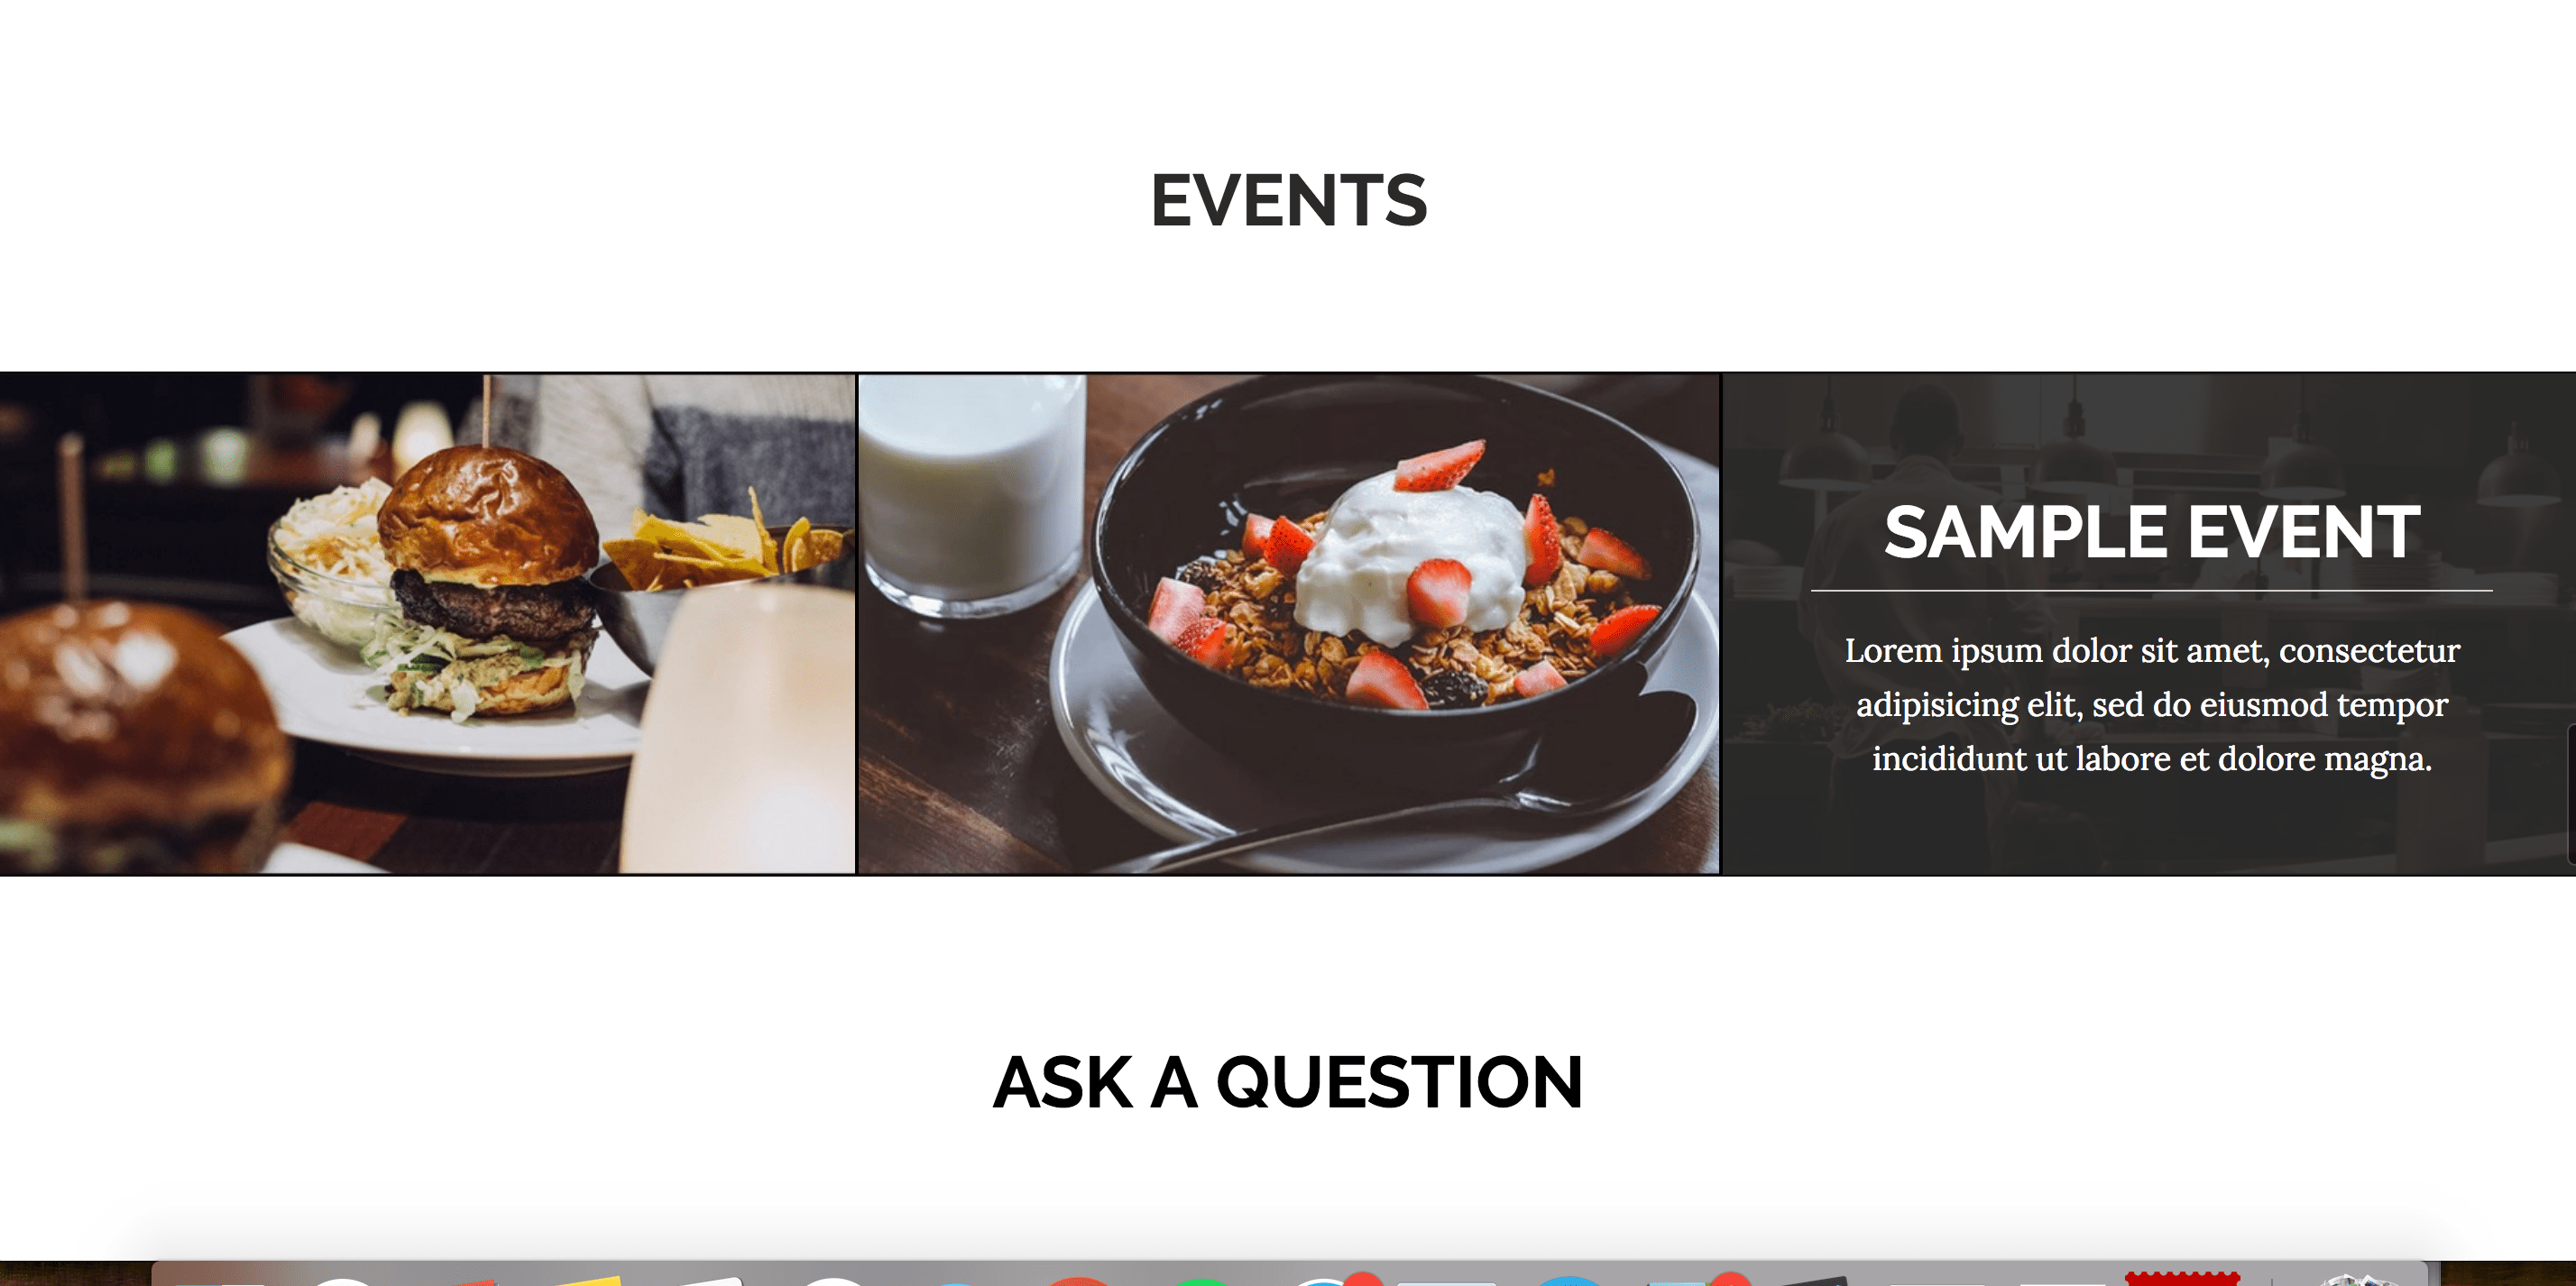 EVENTS
SAMPLE EVENT
Lorem ipsum dolor sit amet, consectetur
adipisicing elit, sed do eiusmod tempor
incididunt ut labore et dolore magna.
ASK A QUESTION